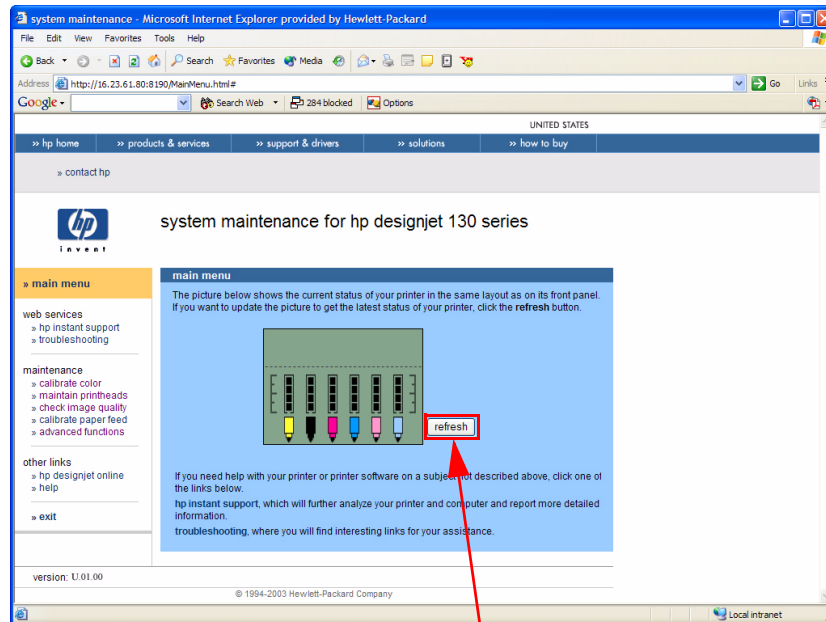 system maintenance - Microsoft Internet Explorer provided by Hewlett-Packard
File Edit View Favorites Tools Help
Back Search Favorites Media
Address http://16.23.61.80:8190/MainMenu.html# Go Links
Google Search Web 284 blocked Options
UNITED STATES
» hp home » products & services » support & drivers » solutions » how to buy
» contact hp
hp
invent
system maintenance for hp designjet 130 series
» main menu
web services
» hp instant support
» troubleshooting
maintenance
» calibrate color
» maintain printheads
» check image quality
» calibrate paper feed
» advanced functions
other links
» hp designjet online
» help
» exit
main menu
The picture below shows the current status of your printer in the same layout as on its front panel.
If you want to update the picture to get the latest status of your printer, click the refresh button.
refresh
If you need help with your printer or printer software on a subject not described above, click one of
the links below.
hp instant support, which will further analyze your printer and computer and report more detailed
information.
troubleshooting, where you will find interesting links for your assistance.
version: U.01.00
© 1994-2003 Hewlett-Packard Company
Local intranet